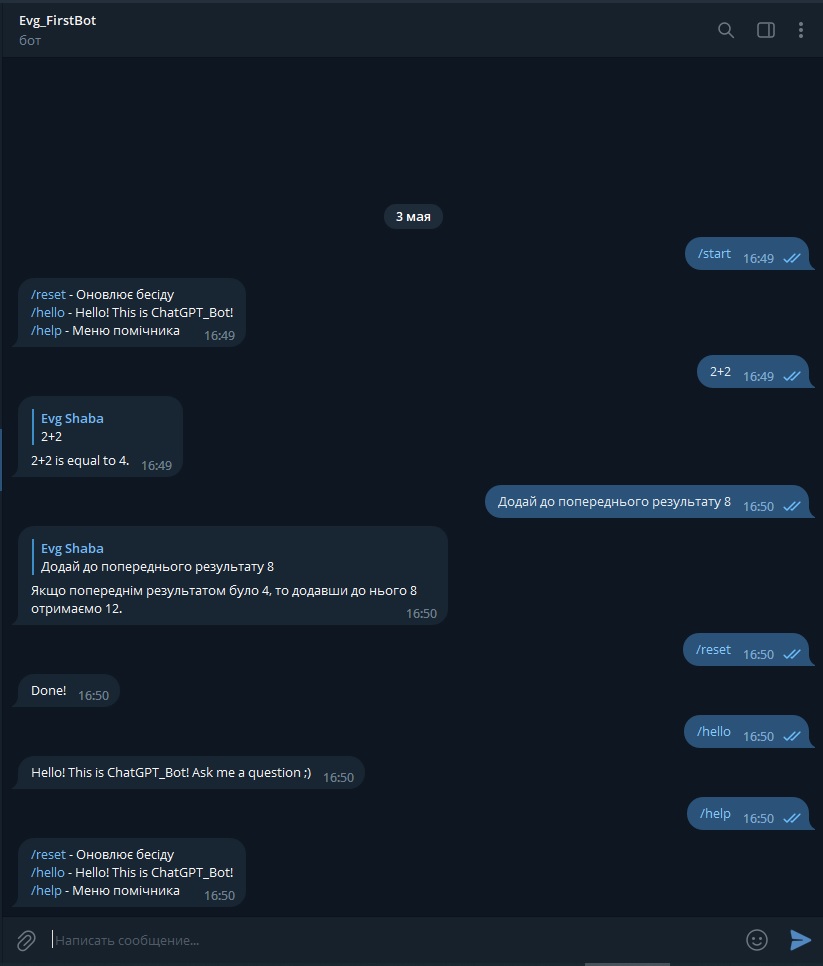 Evg_FirstBot
бот
3 мая
/start 16:49
/reset - Оновлює бесіду
/hello - Hello! This is ChatGPT_Bot!
/help - Меню помічника 16:49
2+2 16:49
Evg Shaba
2+2
2+2 is equal to 4. 16:49
Додай до попереднього результату 8 16:50
Evg Shaba
Додай до попереднього результату 8
Якщо попереднім результатом було 4, то додавши до нього 8
отримаємо 12. 16:50
/reset 16:50
Done! 16:50
/hello 16:50
Hello! This is ChatGPT_Bot! Ask me a question ;) 16:50
/help 16:50
/reset - Оновлює бесіду
/hello - Hello! This is ChatGPT_Bot!
/help - Меню помічника 16:50
Написать сообщение...